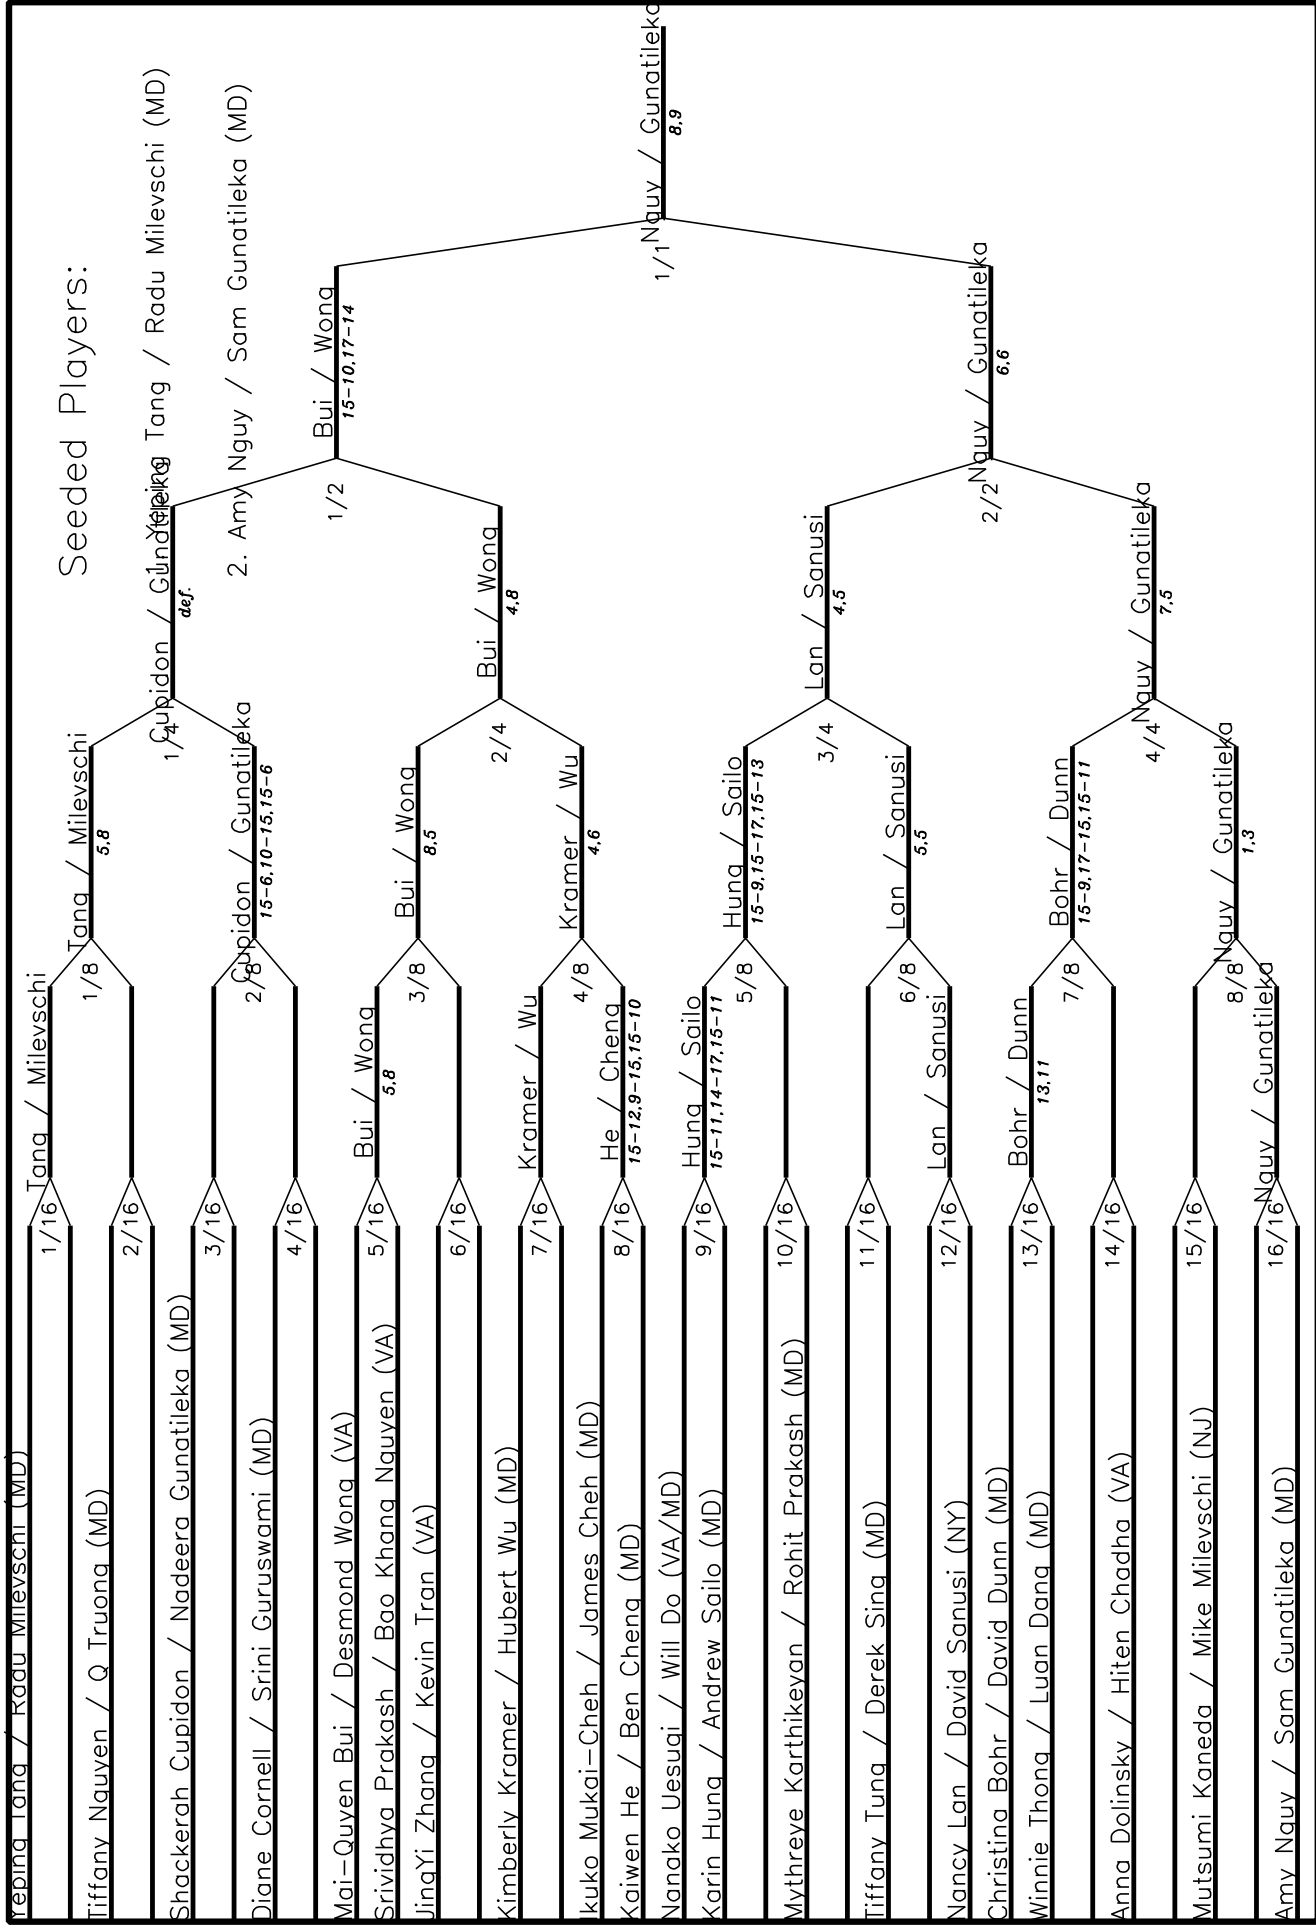 Seeded Players:
1. Yeping Tang / Radu Milevschi (MD)
2. Amy Nguy / Sam Gunatileka (MD)
Yeping Tang / Radu Milevschi (MD)
Tiffany Nguyen / Q Truong (MD)
Shackerah Cupidon / Nadeera Gunatileka (MD)
Diane Cornell / Srini Guruswami (MD)
Mai-Quyen Bui / Desmond Wong (VA)
Srividhya Prakash / Bao Khang Nguyen (VA)
JingYi Zhang / Kevin Tran (VA)
Kimberly Kramer / Hubert Wu (MD)
Ikuko Mukai-Cheh / James Cheh (MD)
Kaiwen He / Ben Cheng (MD)
Nanako Uesugi / Will Do (VA/MD)
Karin Hung / Andrew Sailo (MD)
Mythreye Karthikeyan / Rohit Prakash (MD)
Tiffany Tung / Derek Sing (MD)
Nancy Lan / David Sanusi (NY)
Christina Bohr / David Dunn (MD)
Winnie Thong / Luan Dang (MD)
Anna Dolinsky / Hiten Chadha (VA)
Mutsumi Kaneda / Mike Milevschi (NJ)
Amy Nguy / Sam Gunatileka (MD)
1/16
2/16
3/16
4/16
5/16
6/16
7/16
8/16
9/16
10/16
11/16
12/16
13/16
14/16
15/16
16/16
Tang / Milevschi
Bui / Wong
5,8
Kramer / Wu
He / Cheng
15-12,9-15,15-10
Hung / Sailo
15-11,14-17,15-11
Lan / Sanusi
Bohr / Dunn
13,11
Nguy / Gunatileka
1/8
2/8
3/8
4/8
5/8
6/8
7/8
8/8
Tang / Milevschi
5,8
Cupidon / Gunatileka
15-6,10-15,15-6
Bui / Wong
8,5
Kramer / Wu
4,6
Hung / Sailo
15-9,15-17,15-13
Lan / Sanusi
5,5
Bohr / Dunn
15-9,17-15,15-11
Nguy / Gunatileka
1,3
1/4
2/4
3/4
4/4
Cupidon / Gunatileka
def.
Bui / Wong
4,8
Lan / Sanusi
4,5
Nguy / Gunatileka
7,5
1/2
2/2
Bui / Wong
15-10,17-14
Nguy / Gunatileka
6,6
1/1
Nguy / Gunatileka
8,9